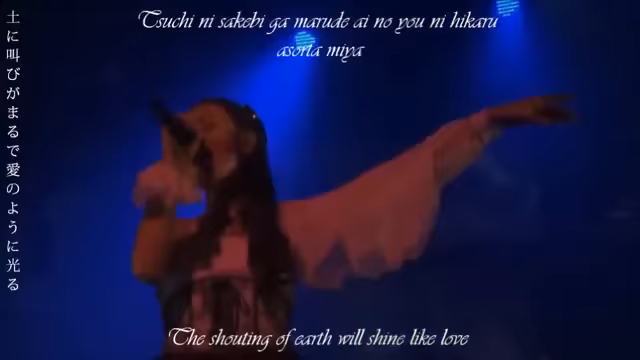 土に叫びがまるで愛のように光る
Tsuchi ni sakebi ga marude ai no you ni hikaru
asorta miya
The shouting of earth will shine like love